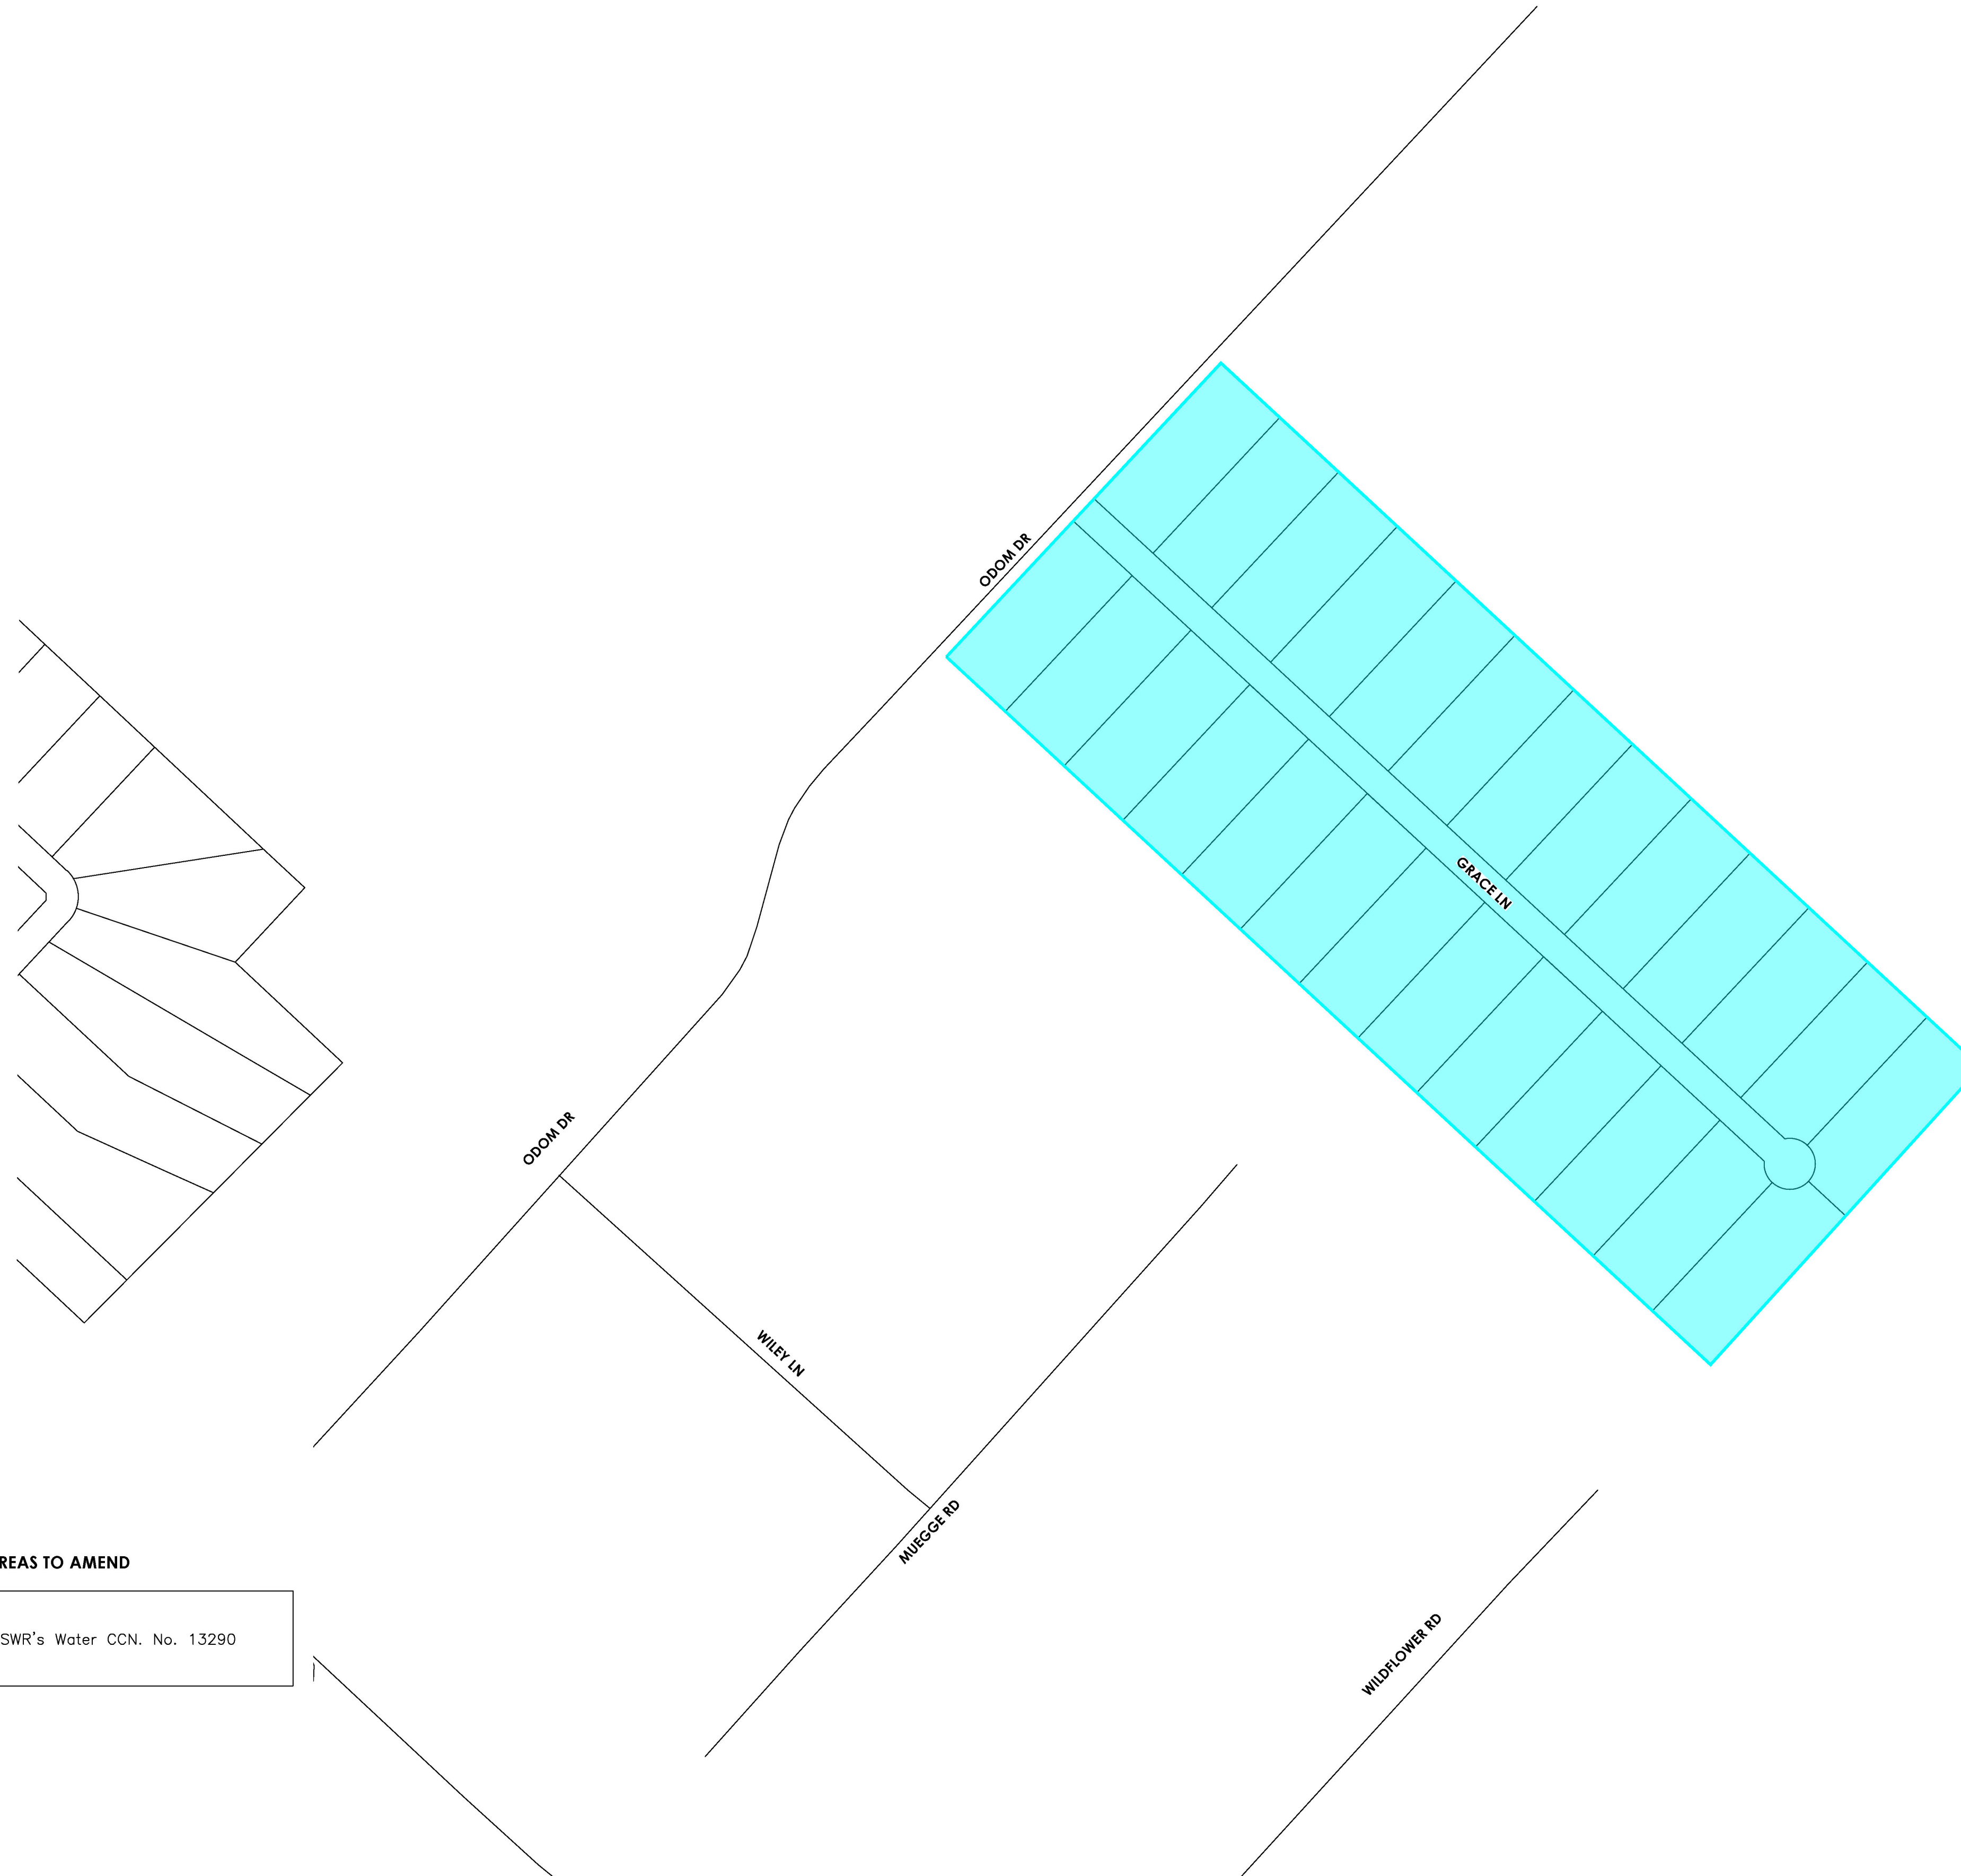 ODOM DR
GRACE LN
ODOM DR
WILEY LN
MUEGGE RD
REAS TO AMEND
WILDFLOWER RD
SWR's Water CCN. No. 13290